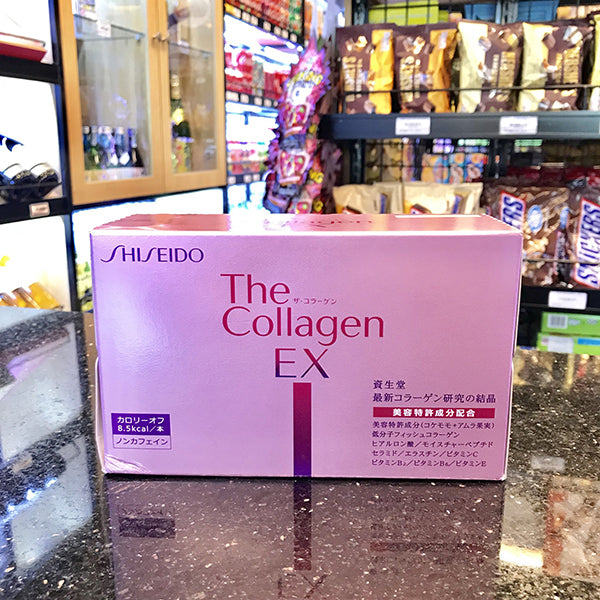 SHISEIDO
The
ザ・コラーゲン
Collagen
EX
資生堂
最新コラーゲン研究の結晶
美容特許成分配合
美容特許成分(コケモモ+アムラ果実)
低分子フィッシュコラーゲン
ヒアルロン酸/モイスチャーペプチド
セラミド/エラスチン/ビタミンC
ビタミンB₂/ビタミンB₆/ビタミンE
カロリーオフ
8.5kcal/本
ノンカフェイン
SNICKERS